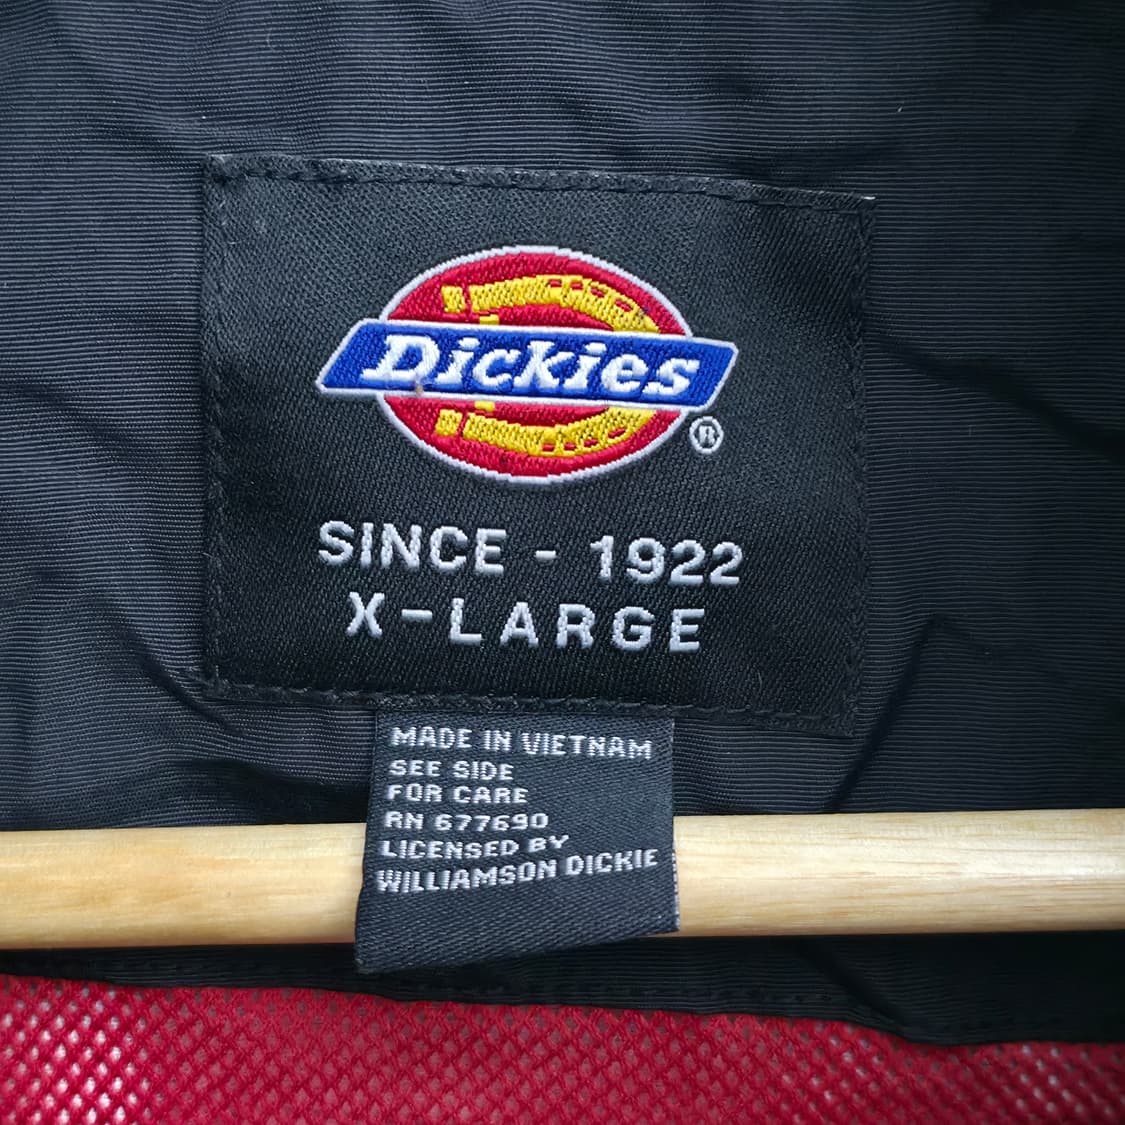 Dickies
®
SINCE - 1922
X-LARGE
MADE IN VIETNAM
SEE SIDE
FOR CARE
RN 677690
LICENSED BY
WILLIAMSON DICKIE